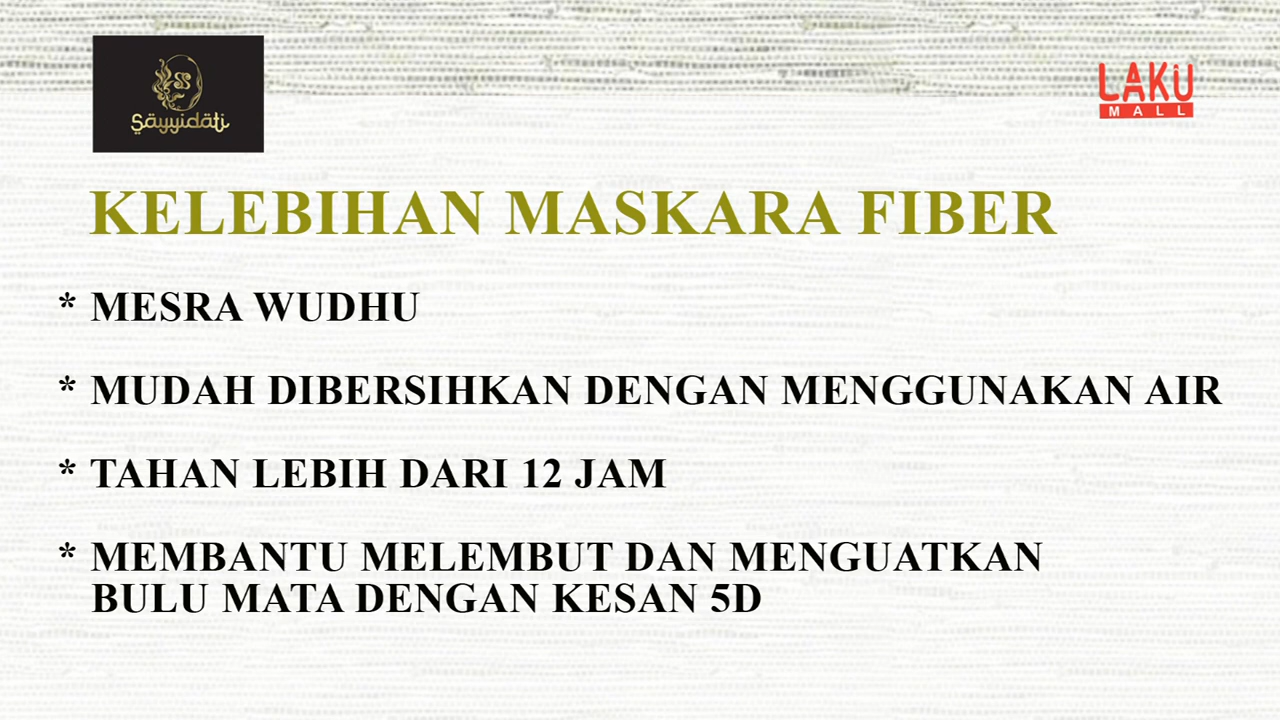 Säyyidäti
LAKU
MALL
KELEBIHAN MASKARA FIBER
* MESRA WUDHU
* MUDAH DIBERSIHKAN DENGAN MENGGUNAKAN AIR
* TAHAN LEBIH DARI 12 JAM
* MEMBANTU MELEMBUT DAN MENGUATKAN
BULU MATA DENGAN KESAN 5D